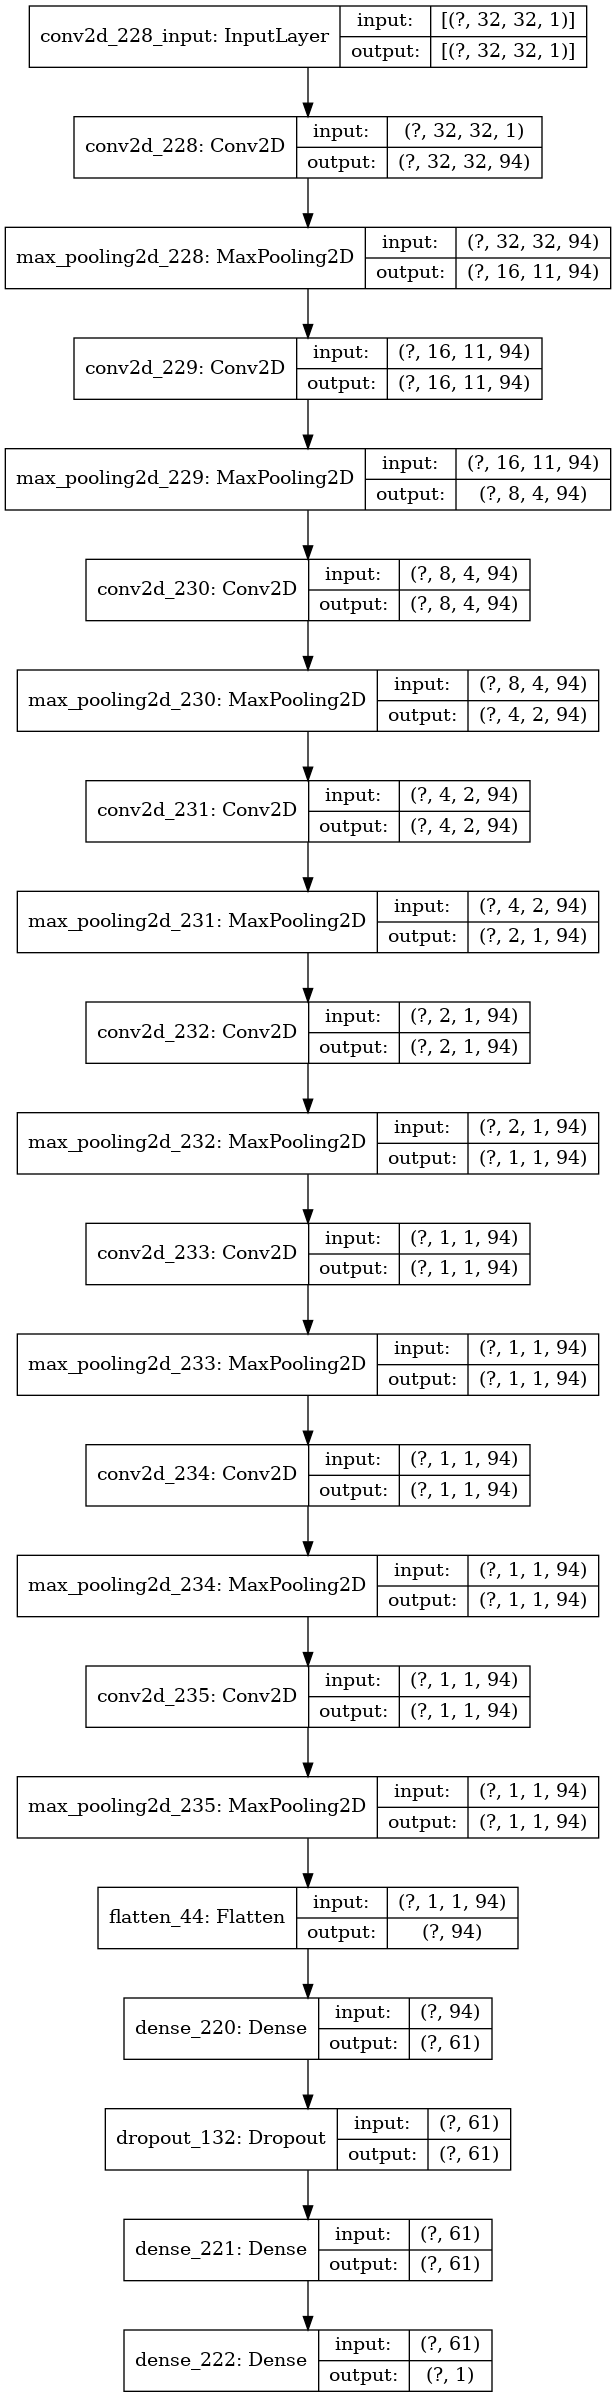 conv2d_228_input: InputLayer
input: [(?, 32, 32, 1)]
output: [(?, 32, 32, 1)]
conv2d_228: Conv2D
input: (?, 32, 32, 1)
output: (?, 32, 32, 94)
max_pooling2d_228: MaxPooling2D
input: (?, 32, 32, 94)
output: (?, 16, 11, 94)
conv2d_229: Conv2D
input: (?, 16, 11, 94)
output: (?, 16, 11, 94)
max_pooling2d_229: MaxPooling2D
input: (?, 16, 11, 94)
output: (?, 8, 4, 94)
conv2d_230: Conv2D
input: (?, 8, 4, 94)
output: (?, 8, 4, 94)
max_pooling2d_230: MaxPooling2D
input: (?, 8, 4, 94)
output: (?, 4, 2, 94)
conv2d_231: Conv2D
input: (?, 4, 2, 94)
output: (?, 4, 2, 94)
max_pooling2d_231: MaxPooling2D
input: (?, 4, 2, 94)
output: (?, 2, 1, 94)
conv2d_232: Conv2D
input: (?, 2, 1, 94)
output: (?, 2, 1, 94)
max_pooling2d_232: MaxPooling2D
input: (?, 2, 1, 94)
output: (?, 1, 1, 94)
conv2d_233: Conv2D
input: (?, 1, 1, 94)
output: (?, 1, 1, 94)
max_pooling2d_233: MaxPooling2D
input: (?, 1, 1, 94)
output: (?, 1, 1, 94)
conv2d_234: Conv2D
input: (?, 1, 1, 94)
output: (?, 1, 1, 94)
max_pooling2d_234: MaxPooling2D
input: (?, 1, 1, 94)
output: (?, 1, 1, 94)
conv2d_235: Conv2D
input: (?, 1, 1, 94)
output: (?, 1, 1, 94)
max_pooling2d_235: MaxPooling2D
input: (?, 1, 1, 94)
output: (?, 1, 1, 94)
flatten_44: Flatten
input: (?, 1, 1, 94)
output: (?, 94)
dense_220: Dense
input: (?, 94)
output: (?, 61)
dropout_132: Dropout
input: (?, 61)
output: (?, 61)
dense_221: Dense
input: (?, 61)
output: (?, 61)
dense_222: Dense
input: (?, 61)
output: (?, 1)